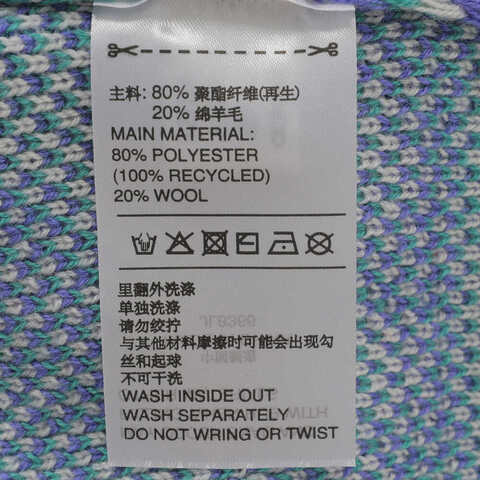 主料: 80% 聚酯纤维(再生)
20% 绵羊毛
MAIN MATERIAL:
80% POLYESTER
(100% RECYCLED)
20% WOOL
里翻外洗涤
单独洗涤
请勿绞拧
与其他材料摩擦时可能会出现勾
丝和起球
不可干洗
WASH INSIDE OUT
WASH SEPARATELY
DO NOT WRING OR TWIST